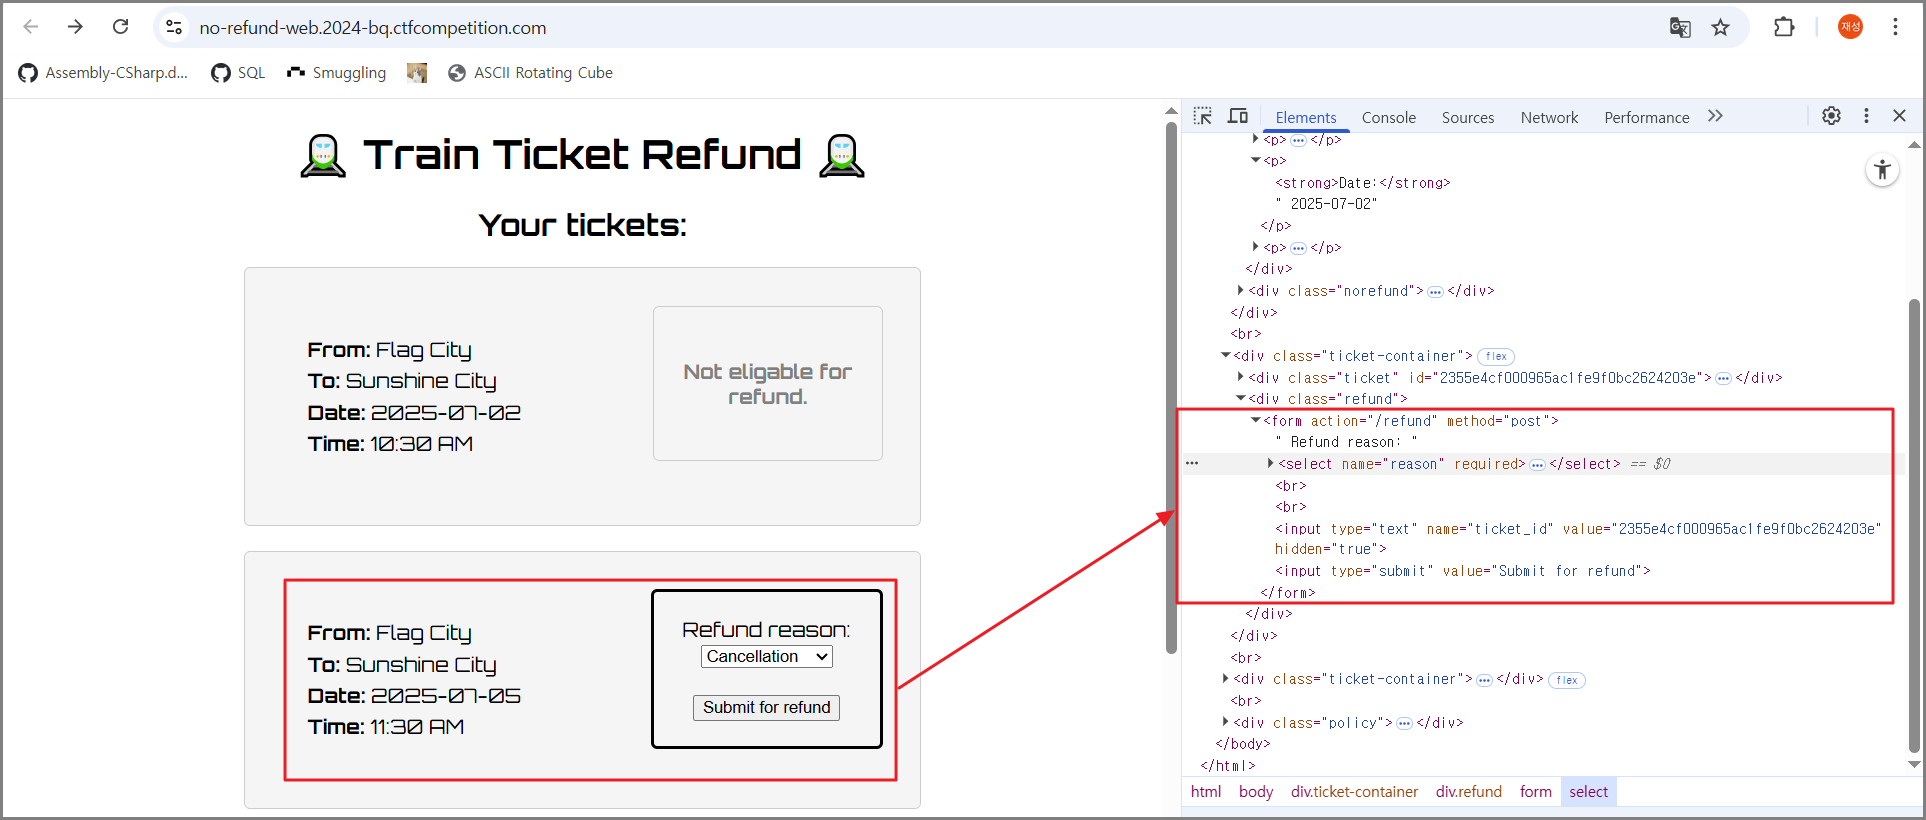 no-refund-web.2024-bq.ctfcompetition.com
재성
Assembly-CSharp.d...
SQL
Smuggling
ASCII Rotating Cube
Train Ticket Refund
Your tickets:
From: Flag City
To: Sunshine City
Date: 2025-07-02
Time: 10:30 AM
Not eligable for
refund.
From: Flag City
To: Sunshine City
Date: 2025-07-05
Time: 11:30 AM
Refund reason:
Cancellation
Submit for refund
Elements Console Sources Network Performance
<p> ... </p>
<p>
<strong>Date:</strong>
" 2025-07-02"
</p>
<p> ... </p>
</div>
<div class="norefund"> ... </div>
</div>
<br>
<div class="ticket-container"> flex
<div class="ticket" id="2355e4cf000965ac1fe9f0bc2624203e"> ... </div>
<div class="refund">
<form action="/refund" method="post">
" Refund reason: "
... <select name="reason" required> ... </select> == $0
<br>
<br>
<input type="text" name="ticket_id" value="2355e4cf000965ac1fe9f0bc2624203e"
hidden="true">
<input type="submit" value="Submit for refund">
</form>
</div>
</div>
<br>
<div class="ticket-container"> ... </div> flex
<br>
<div class="policy"> ... </div>
</body>
</html>
html body div.ticket-container div.refund form select